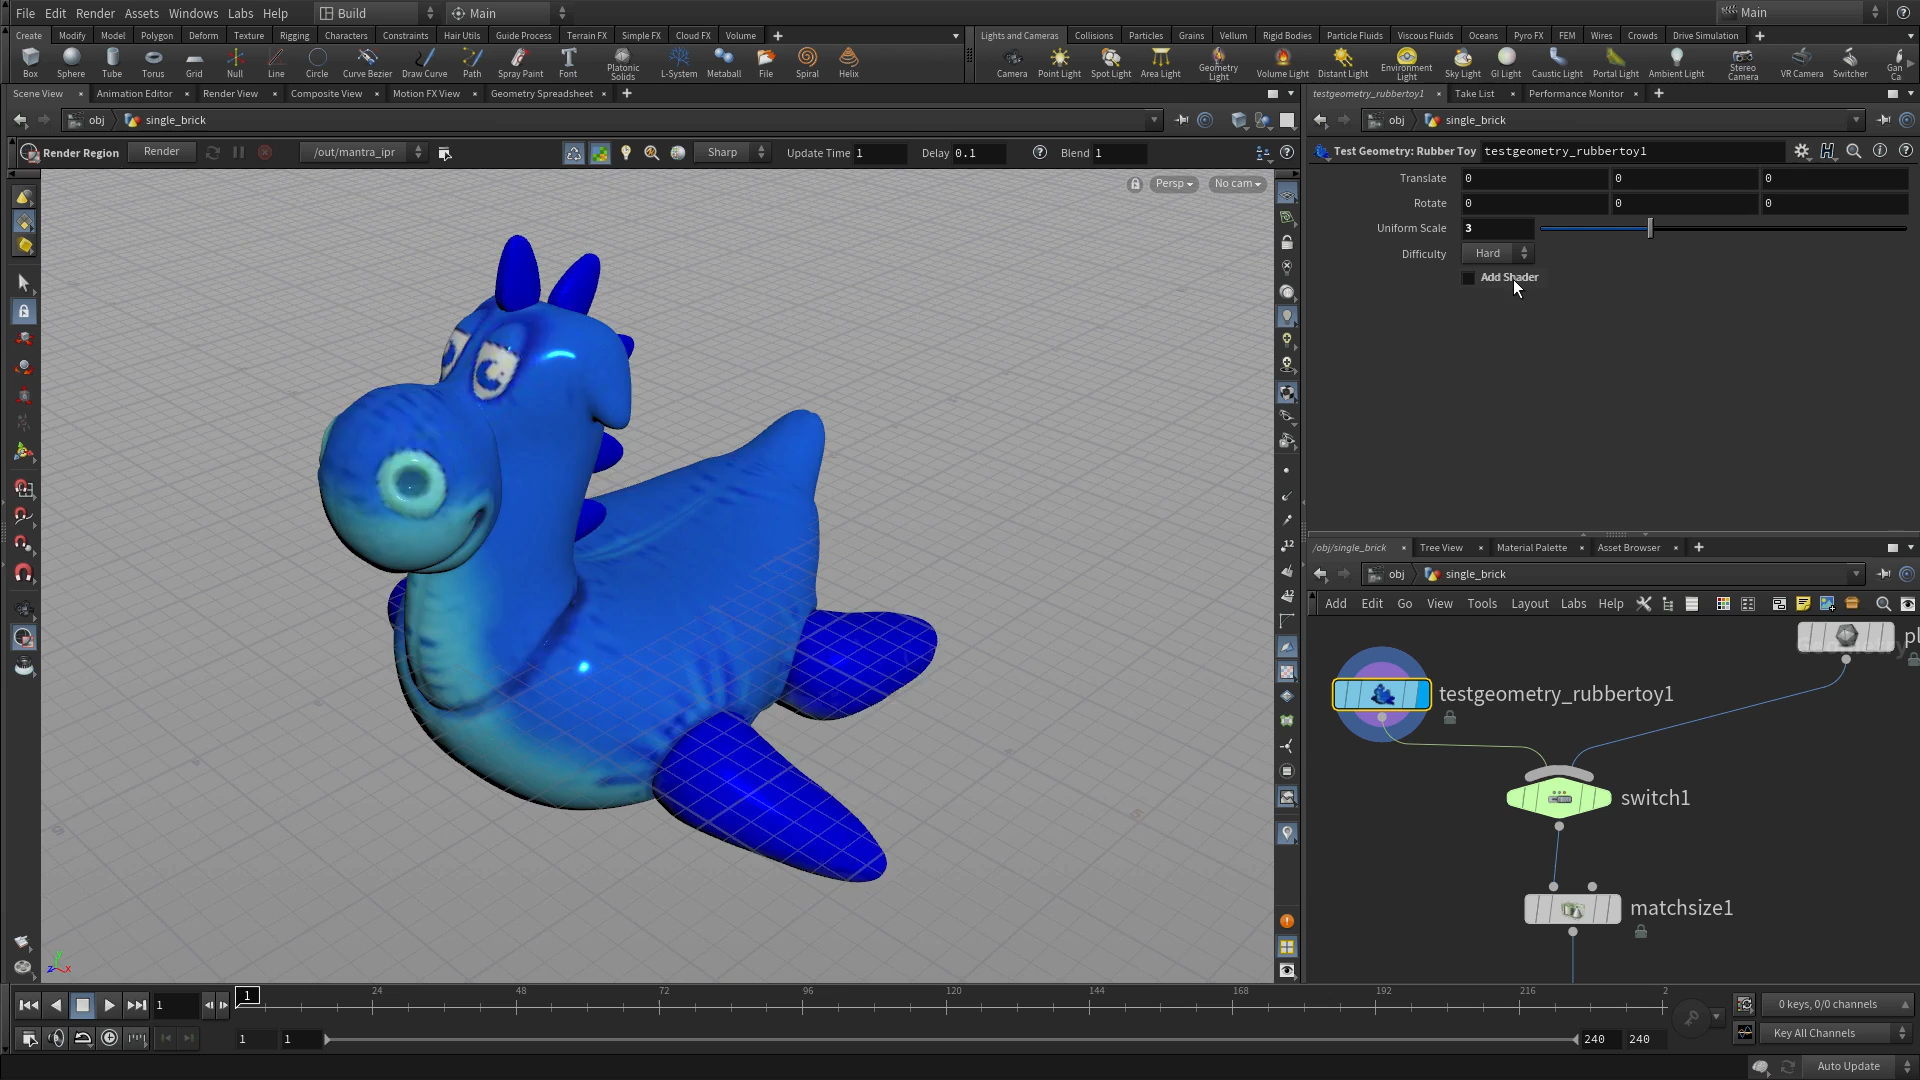 File Edit Render Assets Windows Labs Help Build Main Main
Create Modify Model Polygon Deform Texture Rigging Characters Constraints Hair Utils Guide Process Terrain FX Simple FX Cloud FX Volume
Lights and Cameras Collisions Particles Grains Vellum Rigid Bodies Particle Fluids Viscous Fluids Oceans Pyro FX FEM Wires Crowds Drive Simulation
Box Sphere Tube Torus Grid Null Line Circle Curve Bezier Draw Curve Path Spray Paint Font Platonic Solids L-System Metaball File Spiral Helix
Camera Point Light Spot Light Area Light Geometry Light Volume Light Distant Light Environment Light Sky Light GI Light Caustic Light Portal Light Ambient Light Stereo Camera VR Camera Switcher Gan Ca
Scene View Animation Editor Render View Composite View Motion FX View Geometry Spreadsheet
testgeometry_rubbertoy1 Take List Performance Monitor
obj single_brick
obj single_brick
Render Region Render /out/mantra_ipr Sharp Update Time 1 Delay 0.1 Blend 1
Test Geometry: Rubber Toy testgeometry_rubbertoy1
Persp No cam
Translate 0 0 0
Rotate 0 0 0
Uniform Scale 3
Difficulty Hard
Add Shader
/obj/single_brick Tree View Material Palette Asset Browser
obj single_brick
Add Edit Go View Tools Layout Labs Help
pl
testgeometry_rubbertoy1
switch1
matchsize1
12
12
z y x
1 1 24 48 72 96 120 144 168 192 216 2
0 keys, 0/0 channels
1 1 240 240
Key All Channels
Auto Update